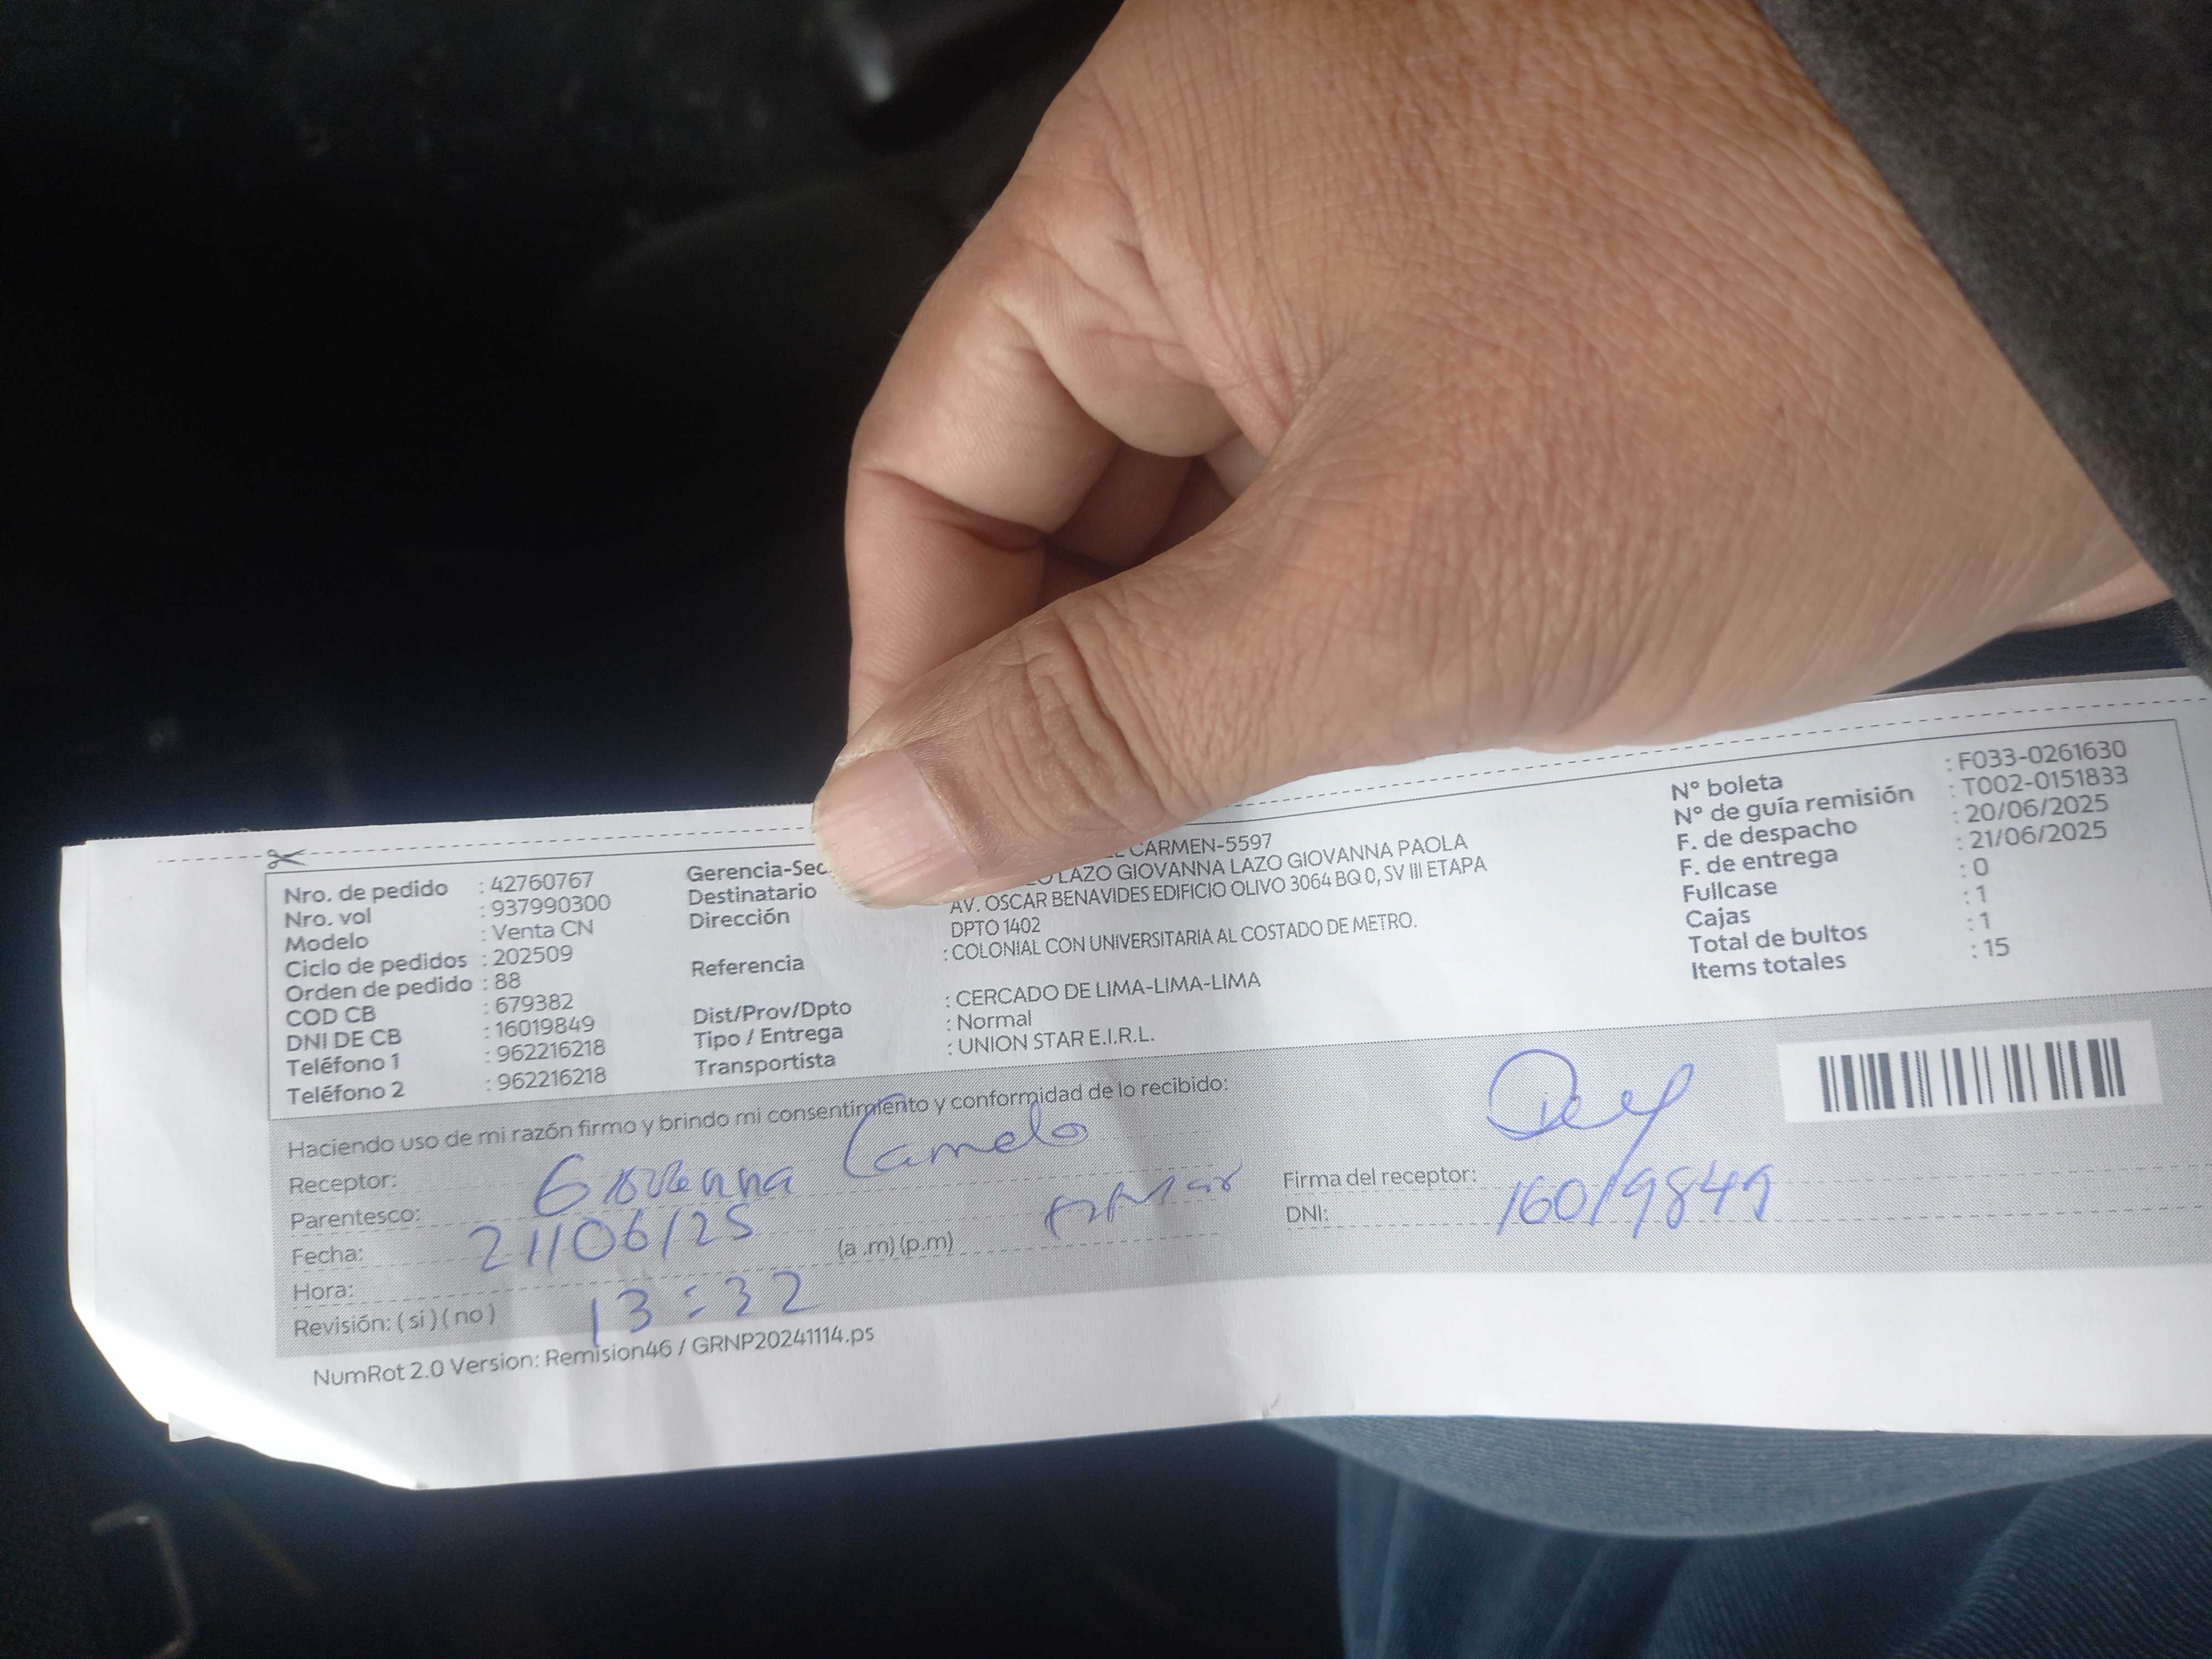 Nro. de pedido : 42760767
Nro. vol : 937990300
Modelo : Venta CN
Ciclo de pedidos : 202509
Orden de pedido : 88
COD CB : 679382
DNI DE CB : 16019849
Teléfono 1 : 962216218
Teléfono 2 : 962216218
Gerencia-Sec CARMEN-5597
Destinatario LAZO GIOVANNA LAZO GIOVANNA PAOLA
Dirección AV. OSCAR BENAVIDES EDIFICIO OLIVO 3064 BQ 0, SV III ETAPA
DPTO 1402
Referencia : COLONIAL CON UNIVERSITARIA AL COSTADO DE METRO.
Dist/Prov/Dpto : CERCADO DE LIMA-LIMA-LIMA
Tipo / Entrega : Normal
Transportista : UNION STAR E.I.R.L.
N° boleta : F033-0261630
N° de guía remisión : T002-0151833
F. de despacho : 20/06/2025
F. de entrega : 21/06/2025
Fullcase : 0
Cajas : 1
Total de bultos : 1
Items totales : 15
Haciendo uso de mi razón firmo y brindo mi consentimiento y conformidad de lo recibido:
Receptor: Giovanna
Parentesco:
Fecha: 21/06/25 (a .m) (p.m)
Hora: 13:32
Revisión: ( si ) ( no )
Firma del receptor:
DNI: 16019849
NumRot 2.0 Version: Remision46 / GRNP20241114.ps